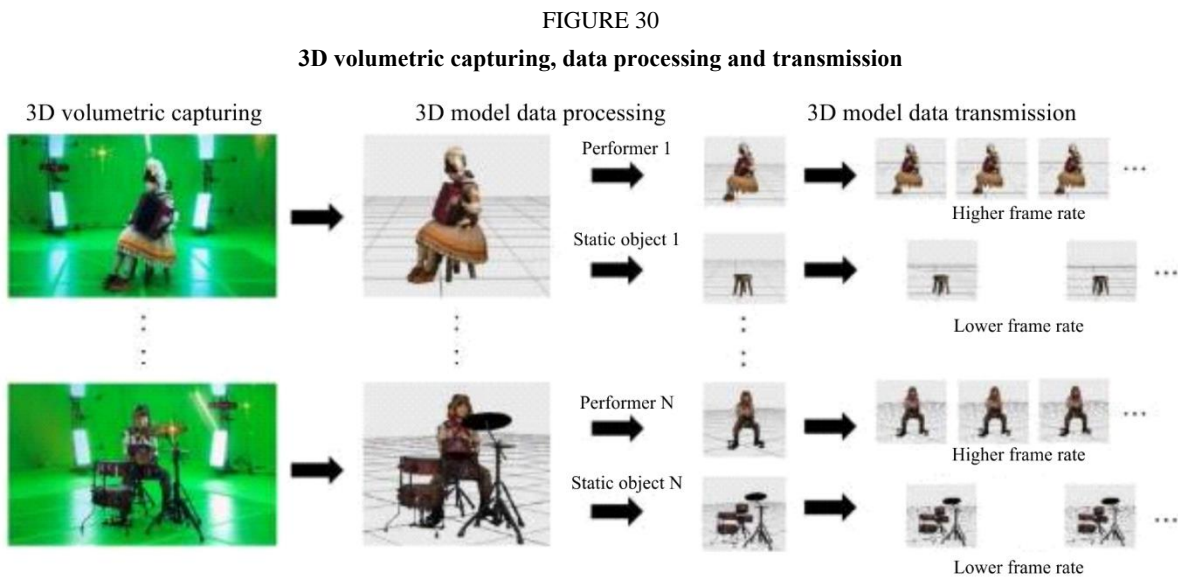 FIGURE 30
3D volumetric capturing, data processing and transmission
3D volumetric capturing
3D model data processing
3D model data transmission
Performer 1
Higher frame rate
Static object 1
Lower frame rate
Performer N
Higher frame rate
Static object N
Lower frame rate